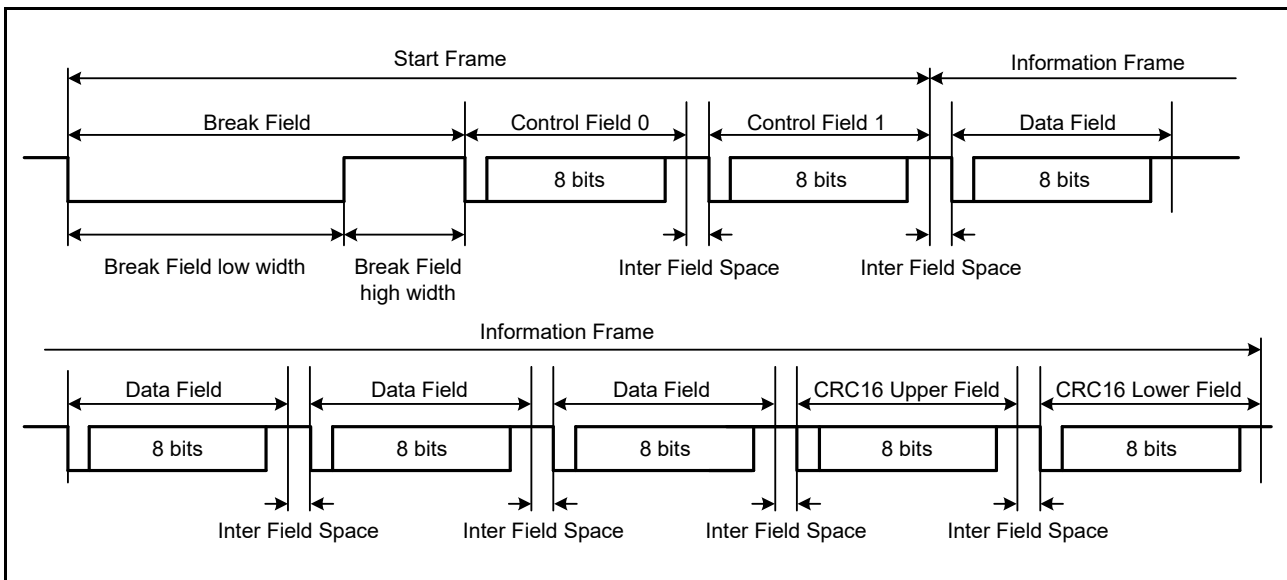 Start Frame
Information Frame
Break Field
Control Field 0
Control Field 1
Data Field
8 bits
8 bits
8 bits
Break Field low width
Break Field
high width
Inter Field Space
Inter Field Space
Information Frame
Data Field
Data Field
Data Field
CRC16 Upper Field
CRC16 Lower Field
8 bits
8 bits
8 bits
8 bits
8 bits
Inter Field Space
Inter Field Space
Inter Field Space
Inter Field Space